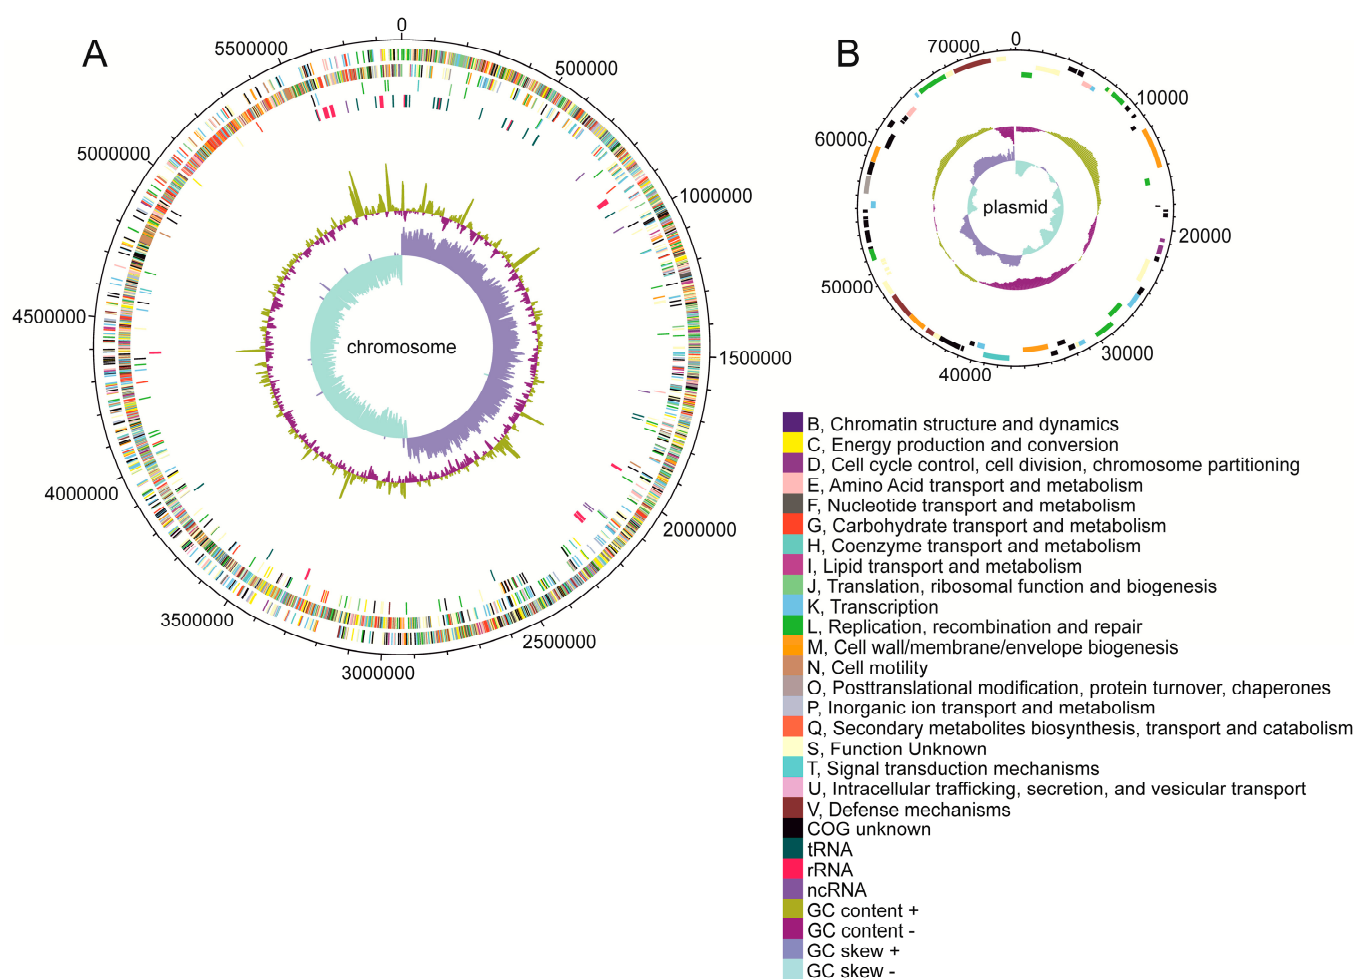 A
0
500000
1000000
1500000
2000000
2500000
3000000
3500000
4000000
4500000
5000000
5500000
chromosome
B
0
10000
20000
30000
40000
50000
60000
70000
plasmid
B, Chromatin structure and dynamics
C, Energy production and conversion
D, Cell cycle control, cell division, chromosome partitioning
E, Amino Acid transport and metabolism
F, Nucleotide transport and metabolism
G, Carbohydrate transport and metabolism
H, Coenzyme transport and metabolism
I, Lipid transport and metabolism
J, Translation, ribosomal function and biogenesis
K, Transcription
L, Replication, recombination and repair
M, Cell wall/membrane/envelope biogenesis
N, Cell motility
O, Posttranslational modification, protein turnover, chaperones
P, Inorganic ion transport and metabolism
Q, Secondary metabolites biosynthesis, transport and catabolism
S, Function Unknown
T, Signal transduction mechanisms
U, Intracellular trafficking, secretion, and vesicular transport
V, Defense mechanisms
COG unknown
tRNA
rRNA
ncRNA
GC content +
GC content -
GC skew +
GC skew -